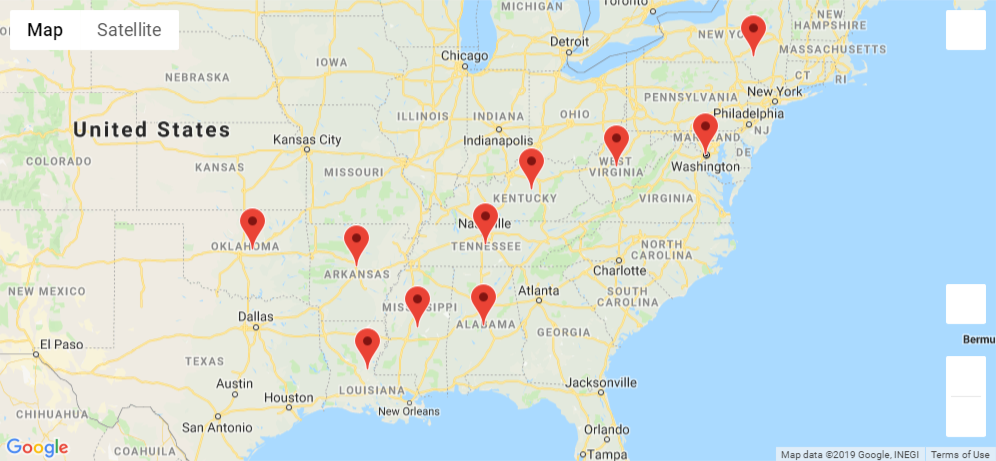 Map
Satellite
MICHIGAN
Toronto
NEW YO
NEW
HAMPSHIRE
MASSACHUSETTS
Detroit
Chicago
IOWA
NEBRASKA
CT
RI
New York
PENNSYLVANIA
Philadelphia
NJ
ILLINOIS
INDIANA
OHIO
United States
Kansas City
Indianapolis
MARYLAND
DE
COLORADO
KANSAS
MISSOURI
WEST
VIRGINIA
Washington
KENTUCKY
VIRGINIA
Nashville
OKLAHOMA
TENNESSEE
NORTH
CAROLINA
ARKANSAS
Charlotte
NEW MEXICO
Atlanta
SOUTH
CAROLINA
MISSISSIPPI
Dallas
ALABAMA
GEORGIA
El Paso
Bermu
TEXAS
Austin
LOUISIANA
Jacksonville
Houston
New Orleans
CHIHUAHUA
San Antonio
Orlando
COAHUILA
Tampa
Google
Map data ©2019 Google, INEGI
Terms of Use